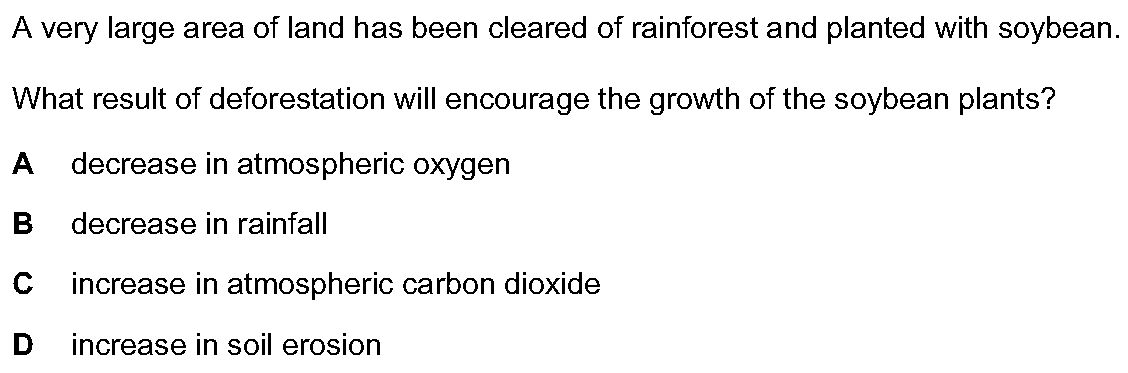 A very large area of land has been cleared of rainforest and planted with soybean.
What result of deforestation will encourage the growth of the soybean plants?
A decrease in atmospheric oxygen
B decrease in rainfall
C increase in atmospheric carbon dioxide
D increase in soil erosion